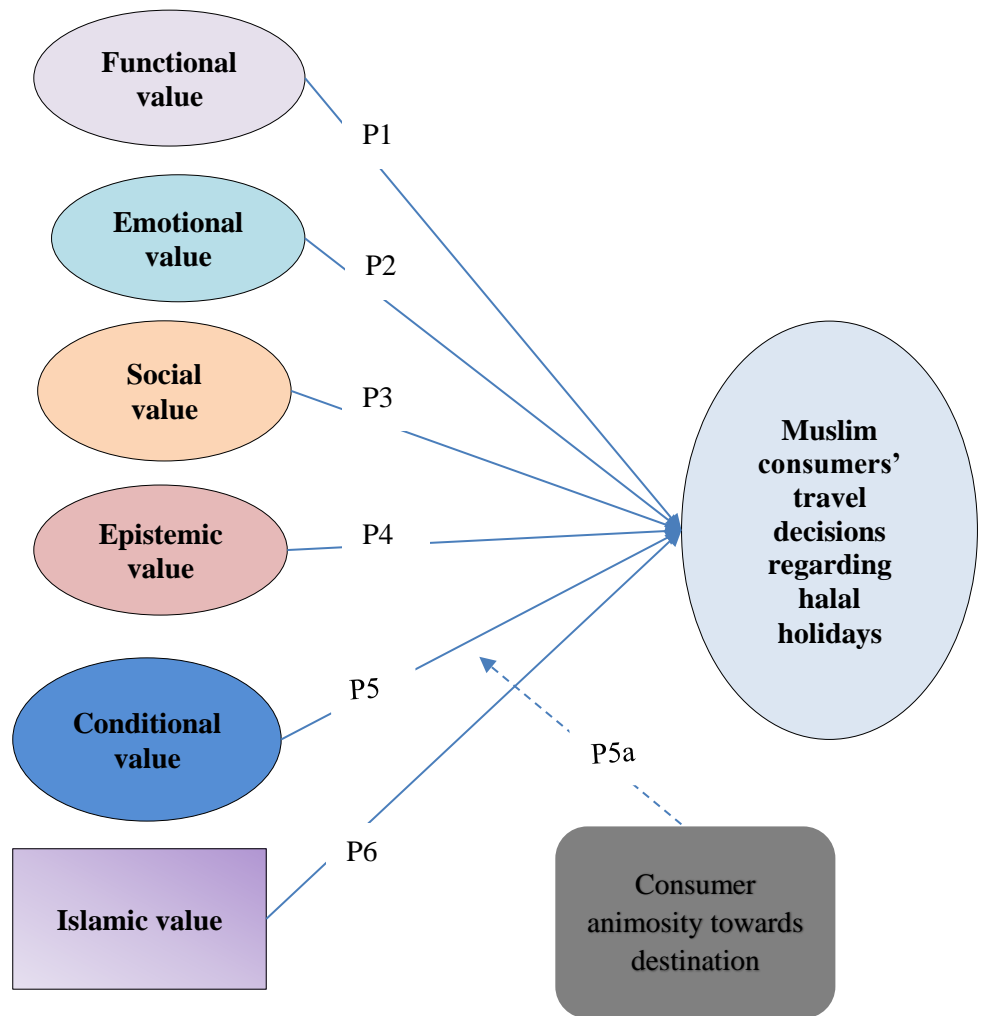 Functional
value
P1
Emotional
value
P2
Social
value
P3
Epistemic
value
P4
Conditional
value
P5
Islamic value
P6
Muslim
consumers’
travel
decisions
regarding
halal
holidays
P5a
Consumer
animosity towards
destination